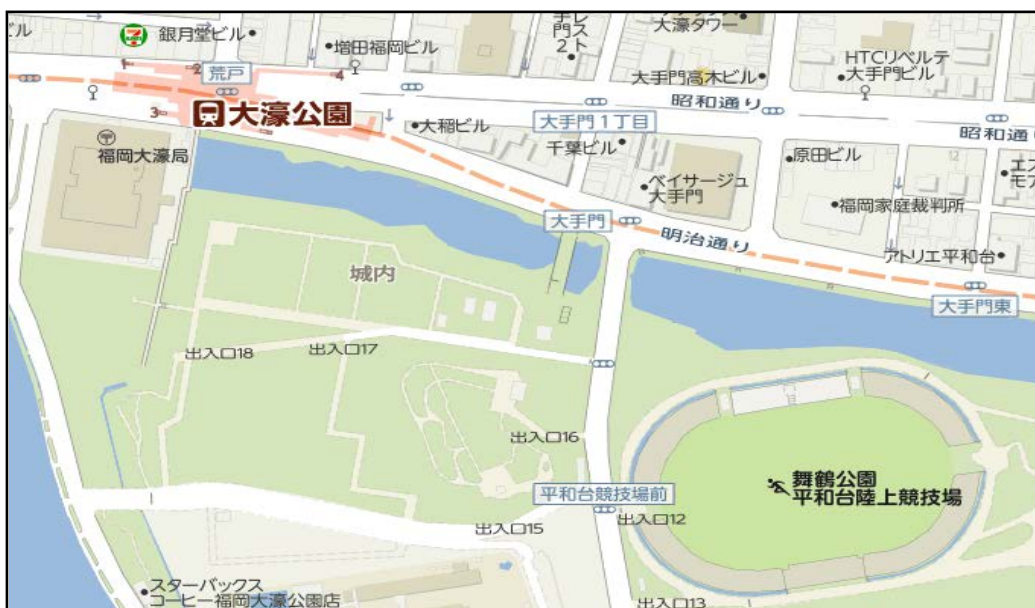 銀月堂ビル
増田福岡ビル
大濠タワー
大手門高木ビル
HTCリベルテ
大手門ビル
荒戸
1
2
3
4
大濠公園
昭和通り
昭和通り
大手門1丁目
大稲ビル
千葉ビル
原田ビル
12
福岡大濠局
ベイサージュ
大手門
福岡家庭裁判所
大手門
明治通り
アトリエ平和台
大手門東
城内
出入口18
出入口17
出入口16
舞鶴公園
平和台陸上競技場
平和台競技場前
出入口15
出入口12
スターバックス
コーヒー福岡大濠公園店
出入口13